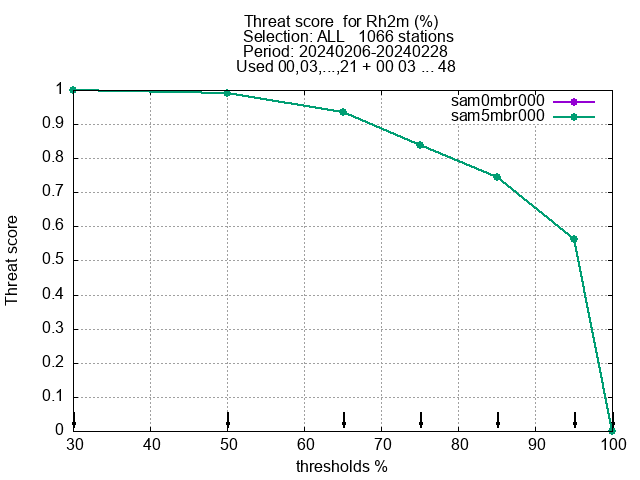 Threat score  for Rh2m (%)
Selection: ALL   1066 stations
Period: 20240206-20240228
Used 00,03,...,21 + 00 03 ... 48
sam0mbr000
sam5mbr000
1
0.9
0.8
0.7
0.6
0.5
0.4
0.3
0.2
0.1
0
Threat score
30 40 50 60 70 80 90 100
thresholds %